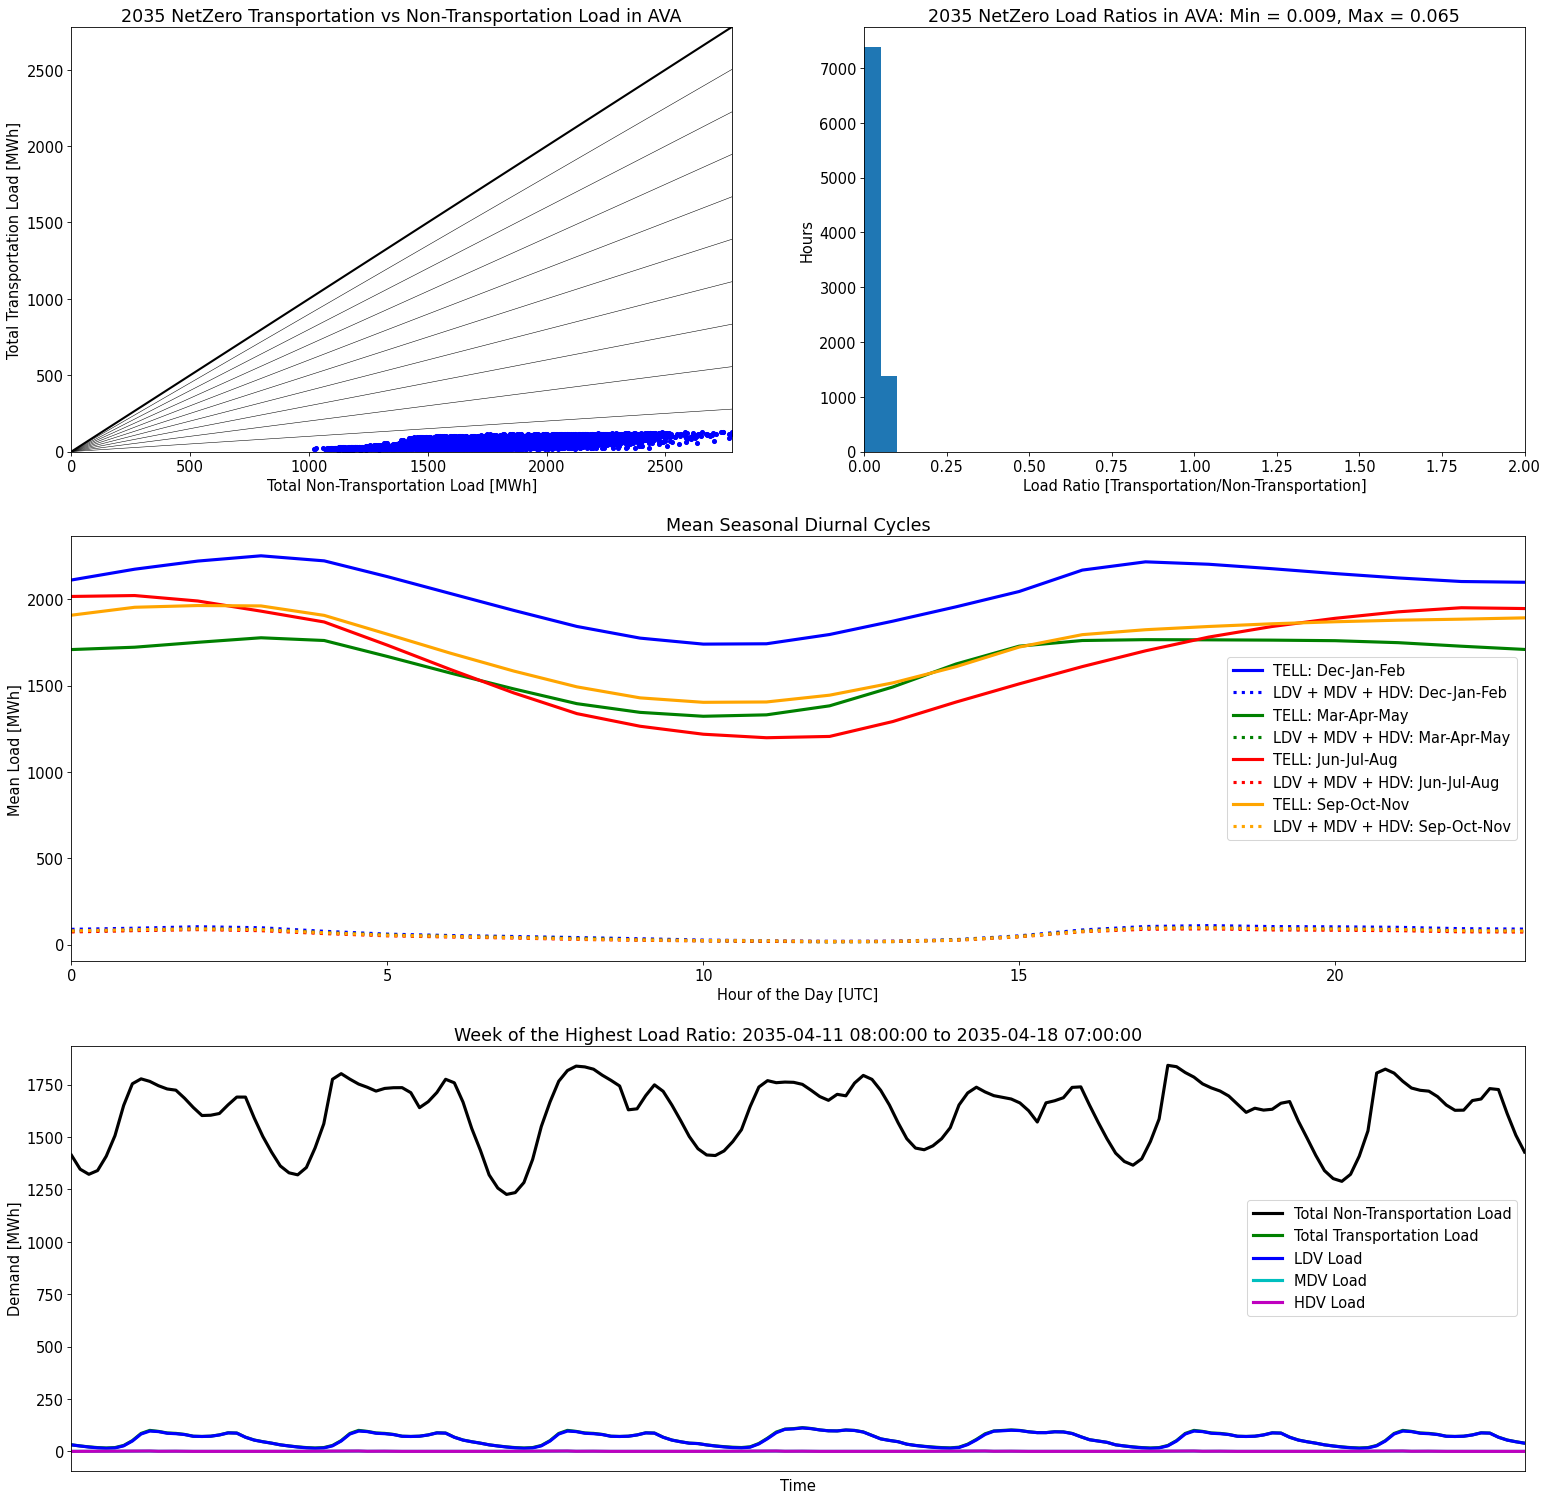 2035 NetZero Transportation vs Non-Transportation Load in AVA
Total Transportation Load [MWh]
2500
2000
1500
1000
500
0
0 500 1000 1500 2000 2500
Total Non-Transportation Load [MWh]
2035 NetZero Load Ratios in AVA: Min = 0.009, Max = 0.065
Hours
7000
6000
5000
4000
3000
2000
1000
0
0.00 0.25 0.50 0.75 1.00 1.25 1.50 1.75 2.00
Load Ratio [Transportation/Non-Transportation]
Mean Seasonal Diurnal Cycles
Mean Load [MWh]
2000
1500
1000
500
0
TELL: Dec-Jan-Feb
LDV + MDV + HDV: Dec-Jan-Feb
TELL: Mar-Apr-May
LDV + MDV + HDV: Mar-Apr-May
TELL: Jun-Jul-Aug
LDV + MDV + HDV: Jun-Jul-Aug
TELL: Sep-Oct-Nov
LDV + MDV + HDV: Sep-Oct-Nov
0 5 10 15 20
Hour of the Day [UTC]
Week of the Highest Load Ratio: 2035-04-11 08:00:00 to 2035-04-18 07:00:00
Demand [MWh]
1750
1500
1250
1000
750
500
250
0
Total Non-Transportation Load
Total Transportation Load
LDV Load
MDV Load
HDV Load
Time